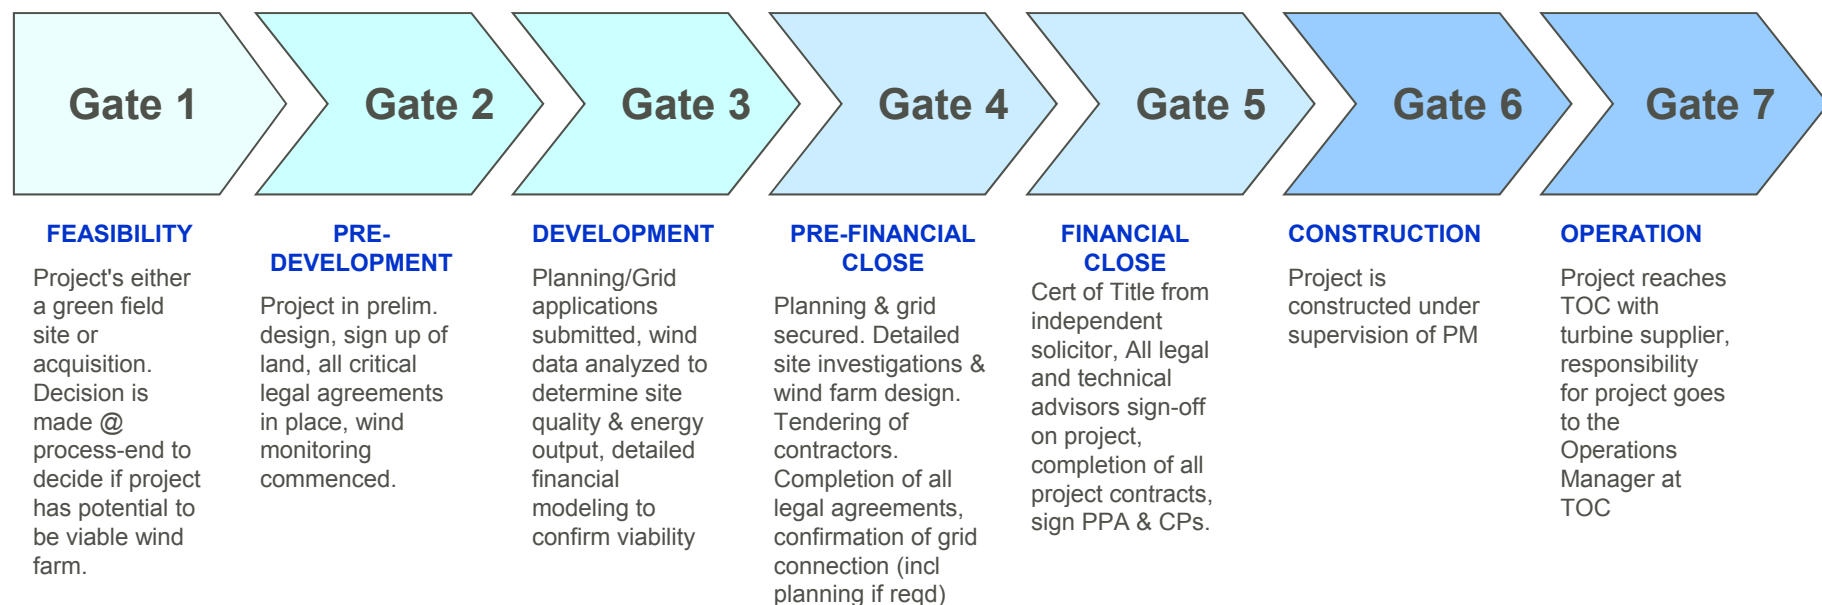 Gate 1
Gate 2
Gate 3
Gate 4
Gate 5
Gate 6
Gate 7
FEASIBILITY
Project's either
a green field
site or
acquisition.
Decision is
made @
process-end to
decide if project
has potential to
be viable wind
farm.
PRE-
DEVELOPMENT
Project in prelim.
design, sign up of
land, all critical
legal agreements
in place, wind
monitoring
commenced.
DEVELOPMENT
Planning/Grid
applications
submitted, wind
data analyzed to
determine site
quality & energy
output, detailed
financial
modeling to
confirm viability
PRE-FINANCIAL
CLOSE
Planning & grid
secured. Detailed
site investigations &
wind farm design.
Tendering of
contractors.
Completion of all
legal agreements,
confirmation of grid
connection (incl
planning if reqd)
FINANCIAL
CLOSE
Cert of Title from
independent
solicitor, All legal
and technical
advisors sign-off
on project,
completion of all
project contracts,
sign PPA & CPs.
CONSTRUCTION
Project is
constructed under
supervision of PM
OPERATION
Project reaches
TOC with
turbine supplier,
responsibility
for project goes
to the
Operations
Manager at
TOC